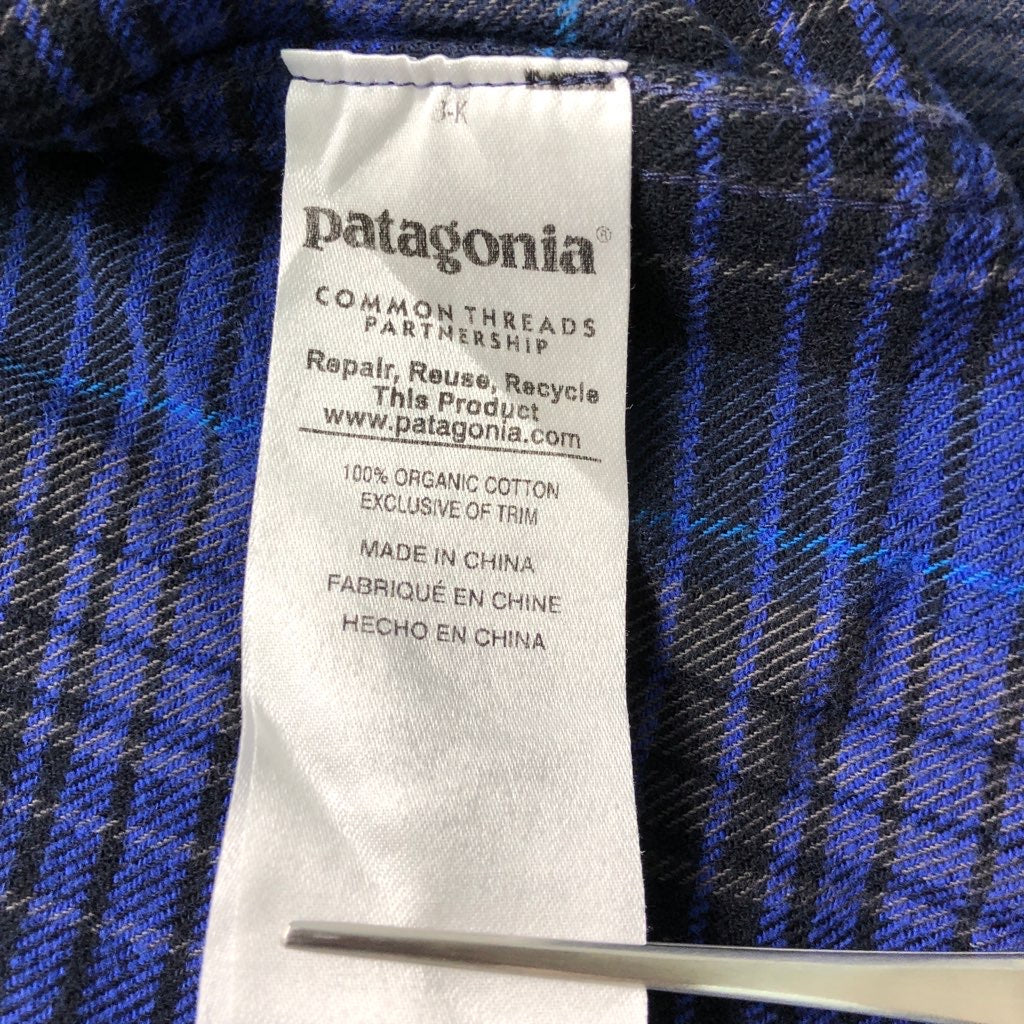 patagonia®
COMMON THREADS
PARTNERSHIP
Repair, Reuse, Recycle
This Product
www.patagonia.com
100% ORGANIC COTTON
EXCLUSIVE OF TRIM
MADE IN CHINA
FABRIQUÉ EN CHINE
HECHO EN CHINA